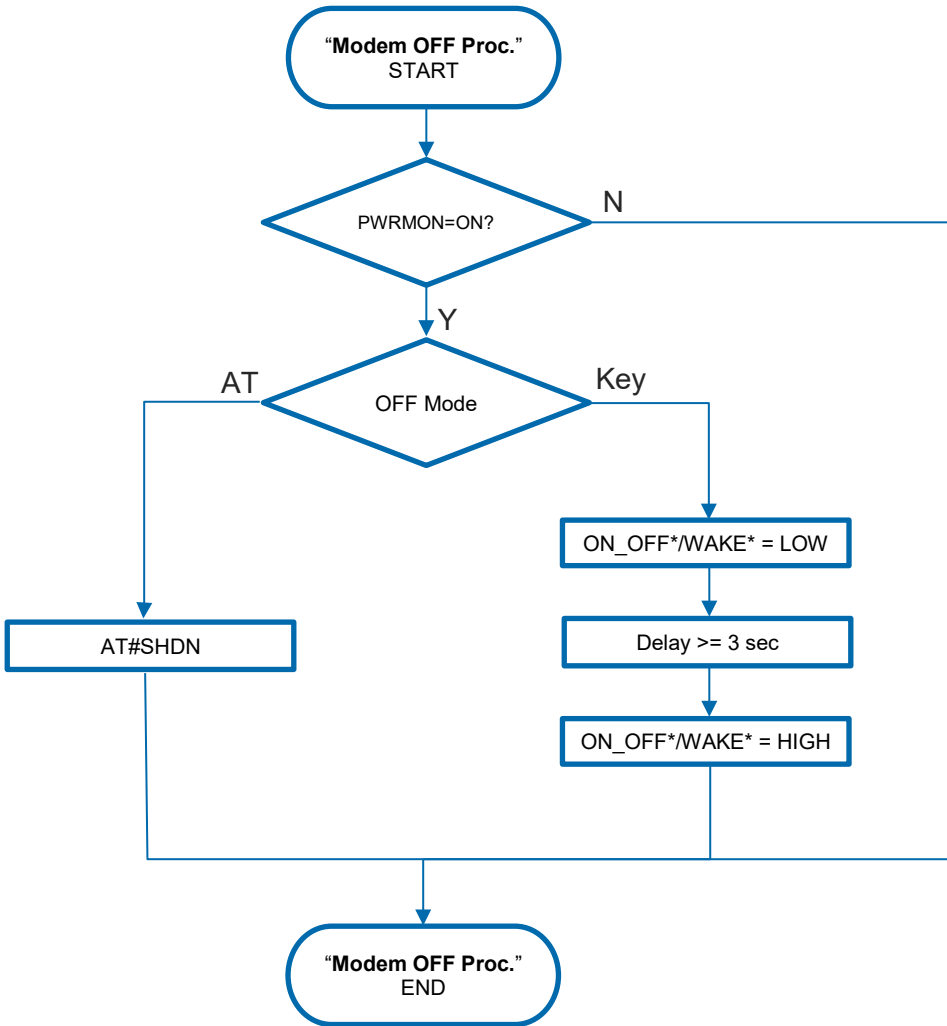 “Modem OFF Proc.”
START
PWRMON=ON?
N
Y
OFF Mode
AT
Key
ON_OFF*/WAKE* = LOW
AT#SHDN
Delay >= 3 sec
ON_OFF*/WAKE* = HIGH
“Modem OFF Proc.”
END